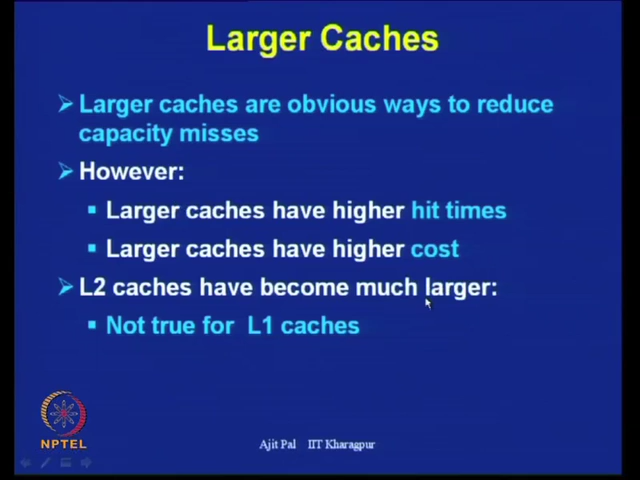 Larger Caches
Larger caches are obvious ways to reduce
capacity misses
However:
Larger caches have higher hit times
Larger caches have higher cost
L2 caches have become much larger:
Not true for L1 caches
NPTEL
Ajit Pal IIT Kharagpur